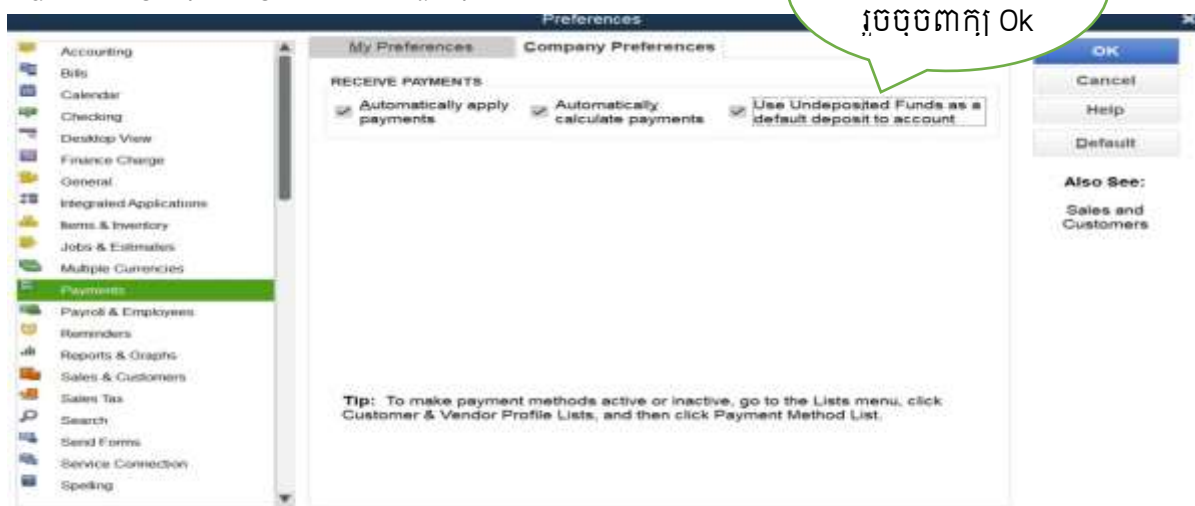 រួចចុចពាក្យ Ok
Preferences
My Preferences
Company Preferences
OK
Cancel
Help
Default
Also See:
Sales and
Customers
RECEIVE PAYMENTS
Automatically apply
payments
Automatically
calculate payments
Use Undeposited Funds as a
default deposit to account
Accounting
Bills
Calendar
Checking
Desktop View
Finance Charge
General
Integrated Applications
Items & Inventory
Jobs & Estimates
Multiple Currencies
Payments
Payroll & Employees
Reminders
Reports & Graphs
Sales & Customers
Sales Tax
Search
Send Forms
Service Connection
Spelling
Tip: To make payment methods active or inactive, go to the Lists menu, click
Customer & Vendor Profile Lists, and then click Payment Method List.